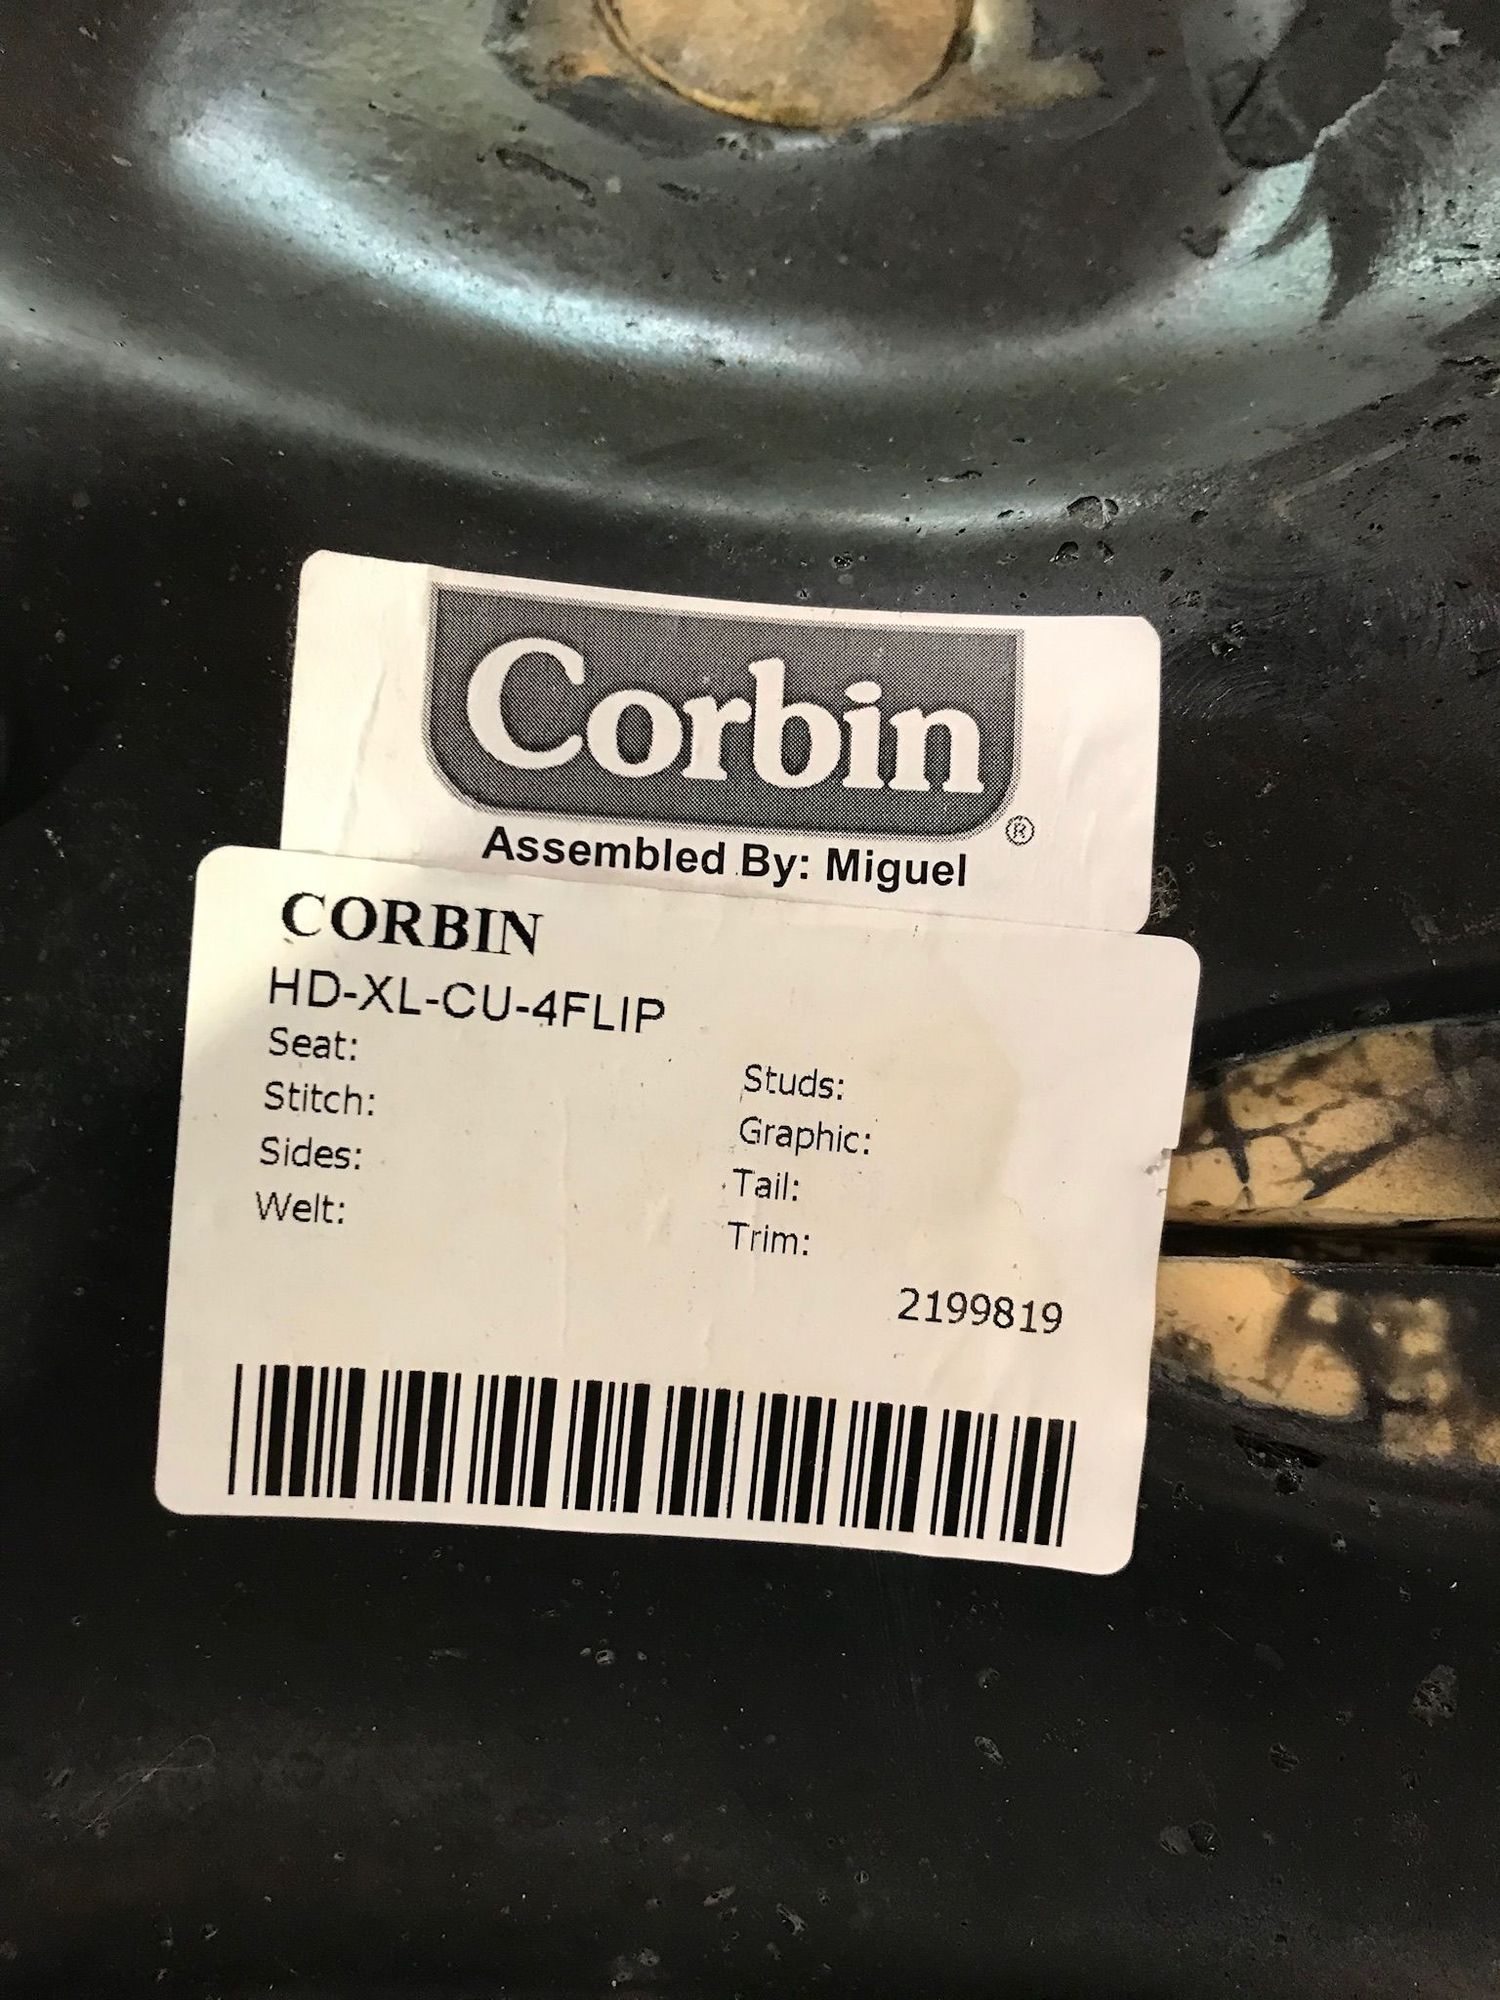 Corbin
®
Assembled By: Miguel
CORBIN
HD-XL-CU-4FLIP
Seat:
Stitch:
Sides:
Welt:
Studs:
Graphic:
Tail:
Trim:
2199819